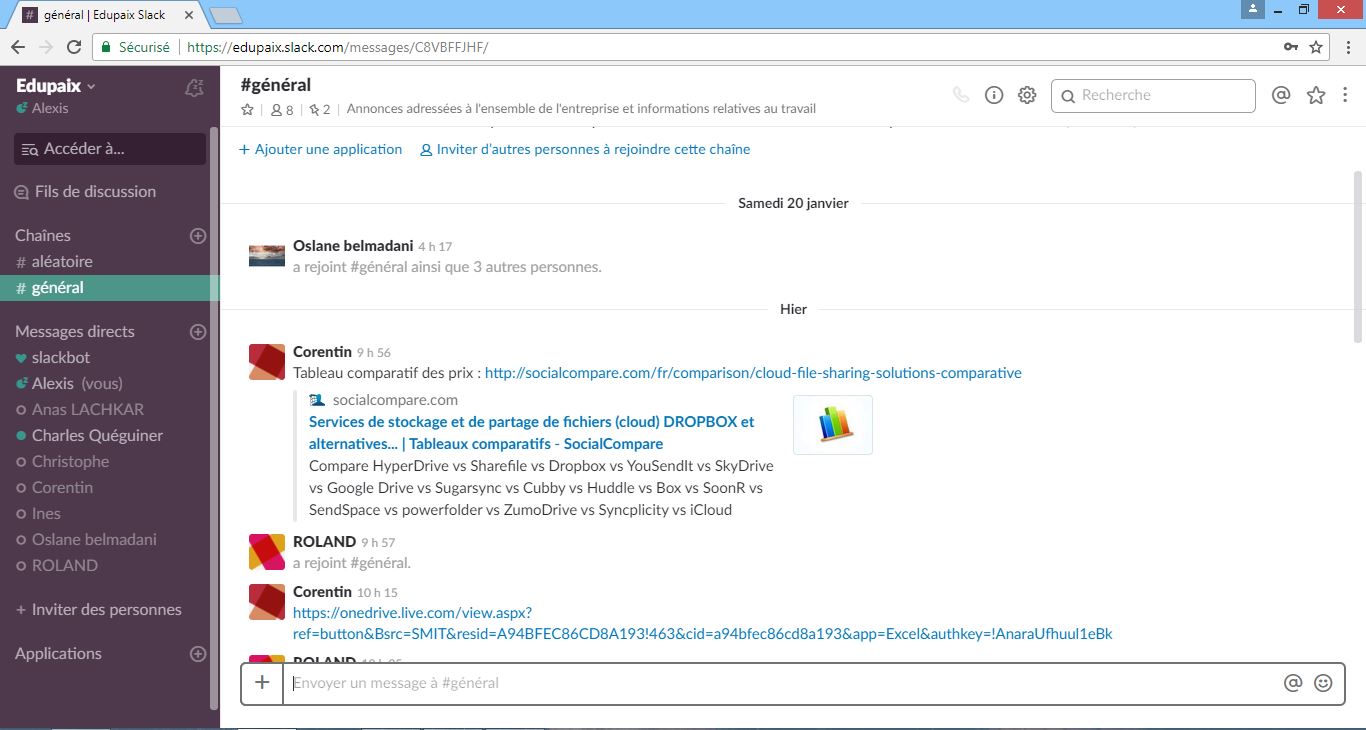 général | Edupaix Slack
Sécurisé https://edupaix.slack.com/messages/C8VBFFJHF/
Edupaix
Alexis
Accéder à...
Fils de discussion
Chaînes
# aléatoire
# général
Messages directs
slackbot
Alexis (vous)
Anas LACHKAR
Charles Quéguiner
Christophe
Corentin
Ines
Oslane belmadani
ROLAND
+ Inviter des personnes
Applications
#général
8 2 Annonces adressées à l'ensemble de l'entreprise et informations relatives au travail
Recherche
+ Ajouter une application Inviter d'autres personnes à rejoindre cette chaîne
Samedi 20 janvier
Oslane belmadani 4 h 17
a rejoint #général ainsi que 3 autres personnes.
Hier
Corentin 9 h 56
Tableau comparatif des prix : http://socialcompare.com/fr/comparison/cloud-file-sharing-solutions-comparative
socialcompare.com
Services de stockage et de partage de fichiers (cloud) DROPBOX et
alternatives... | Tableaux comparatifs - SocialCompare
Compare HyperDrive vs Sharefile vs Dropbox vs YouSendIt vs SkyDrive
vs Google Drive vs Sugarsync vs Cubby vs Huddle vs Box vs SoonR vs
SendSpace vs powerfolder vs ZumoDrive vs Syncplicity vs iCloud
ROLAND 9 h 57
a rejoint #général.
Corentin 10 h 15
https://onedrive.live.com/view.aspx?
ref=button&Bsrc=SMIT&resid=A94BFEC86CD8A193!463&cid=a94bfec86cd8a193&app=Excel&authkey=!AnaraUfhuul1eBk
ROLAND
Envoyer un message à #général